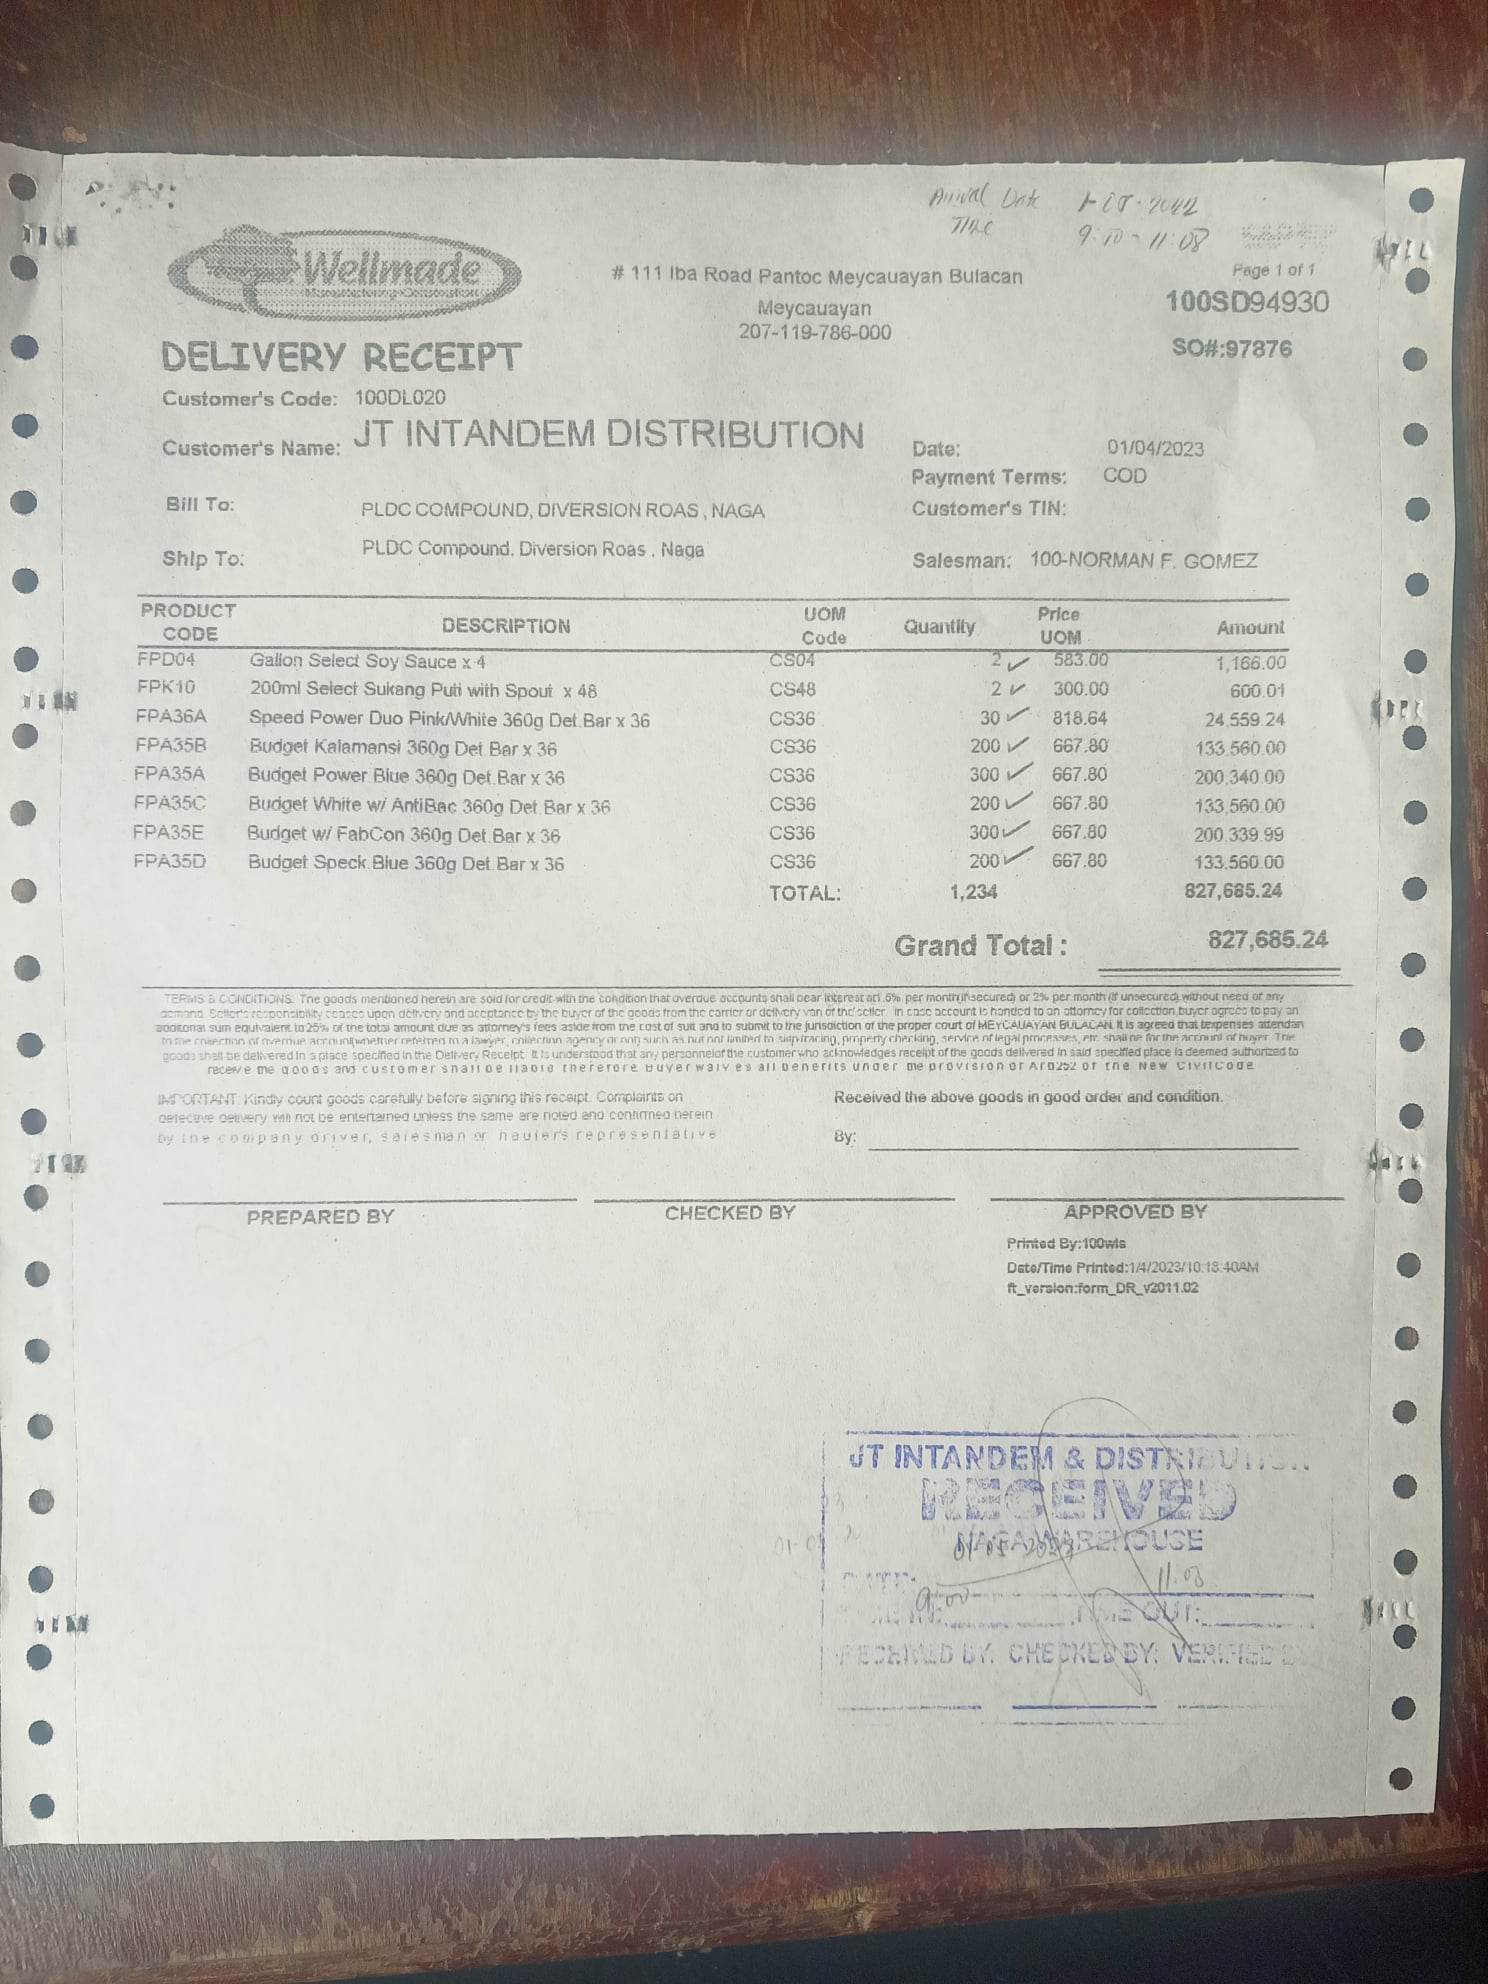 Arrival Date
Time 9:10 - 11:08
Wellmade
Manufacturing Corporation
# 111 Iba Road Pantoc Meycauayan Bulacan
Meycauayan
207-119-786-000
Page 1 of 1
100SD94930
SO#:97876
DELIVERY RECEIPT
Customer's Code: 100DL020
Customer's Name: JT INTANDEM DISTRIBUTION
Date: 01/04/2023
Payment Terms: COD
Bill To: PLDC COMPOUND, DIVERSION ROAS , NAGA
Customer's TIN:
Ship To: PLDC Compound, Diversion Roas , Naga
Salesman: 100-NORMAN F. GOMEZ
PRODUCT CODE DESCRIPTION UOM Code Quantity Price UOM Amount
FPD04 Gallon Select Soy Sauce x 4 CS04 2 ✓ 583.00 1,166.00
FPK10 200ml Select Sukang Puti with Spout x 48 CS48 2 ✓ 300.00 600.01
FPA36A Speed Power Duo Pink/White 360g Det.Bar x 36 CS36 30 ✓ 818.64 24,559.24
FPA35B Budget Kalamansi 360g Det.Bar x 36 CS36 200 ✓ 667.80 133,560.00
FPA35A Budget Power Blue 360g Det.Bar x 36 CS36 300 ✓ 667.80 200,340.00
FPA35C Budget White w/ AntiBac 360g Det.Bar x 36 CS36 200 ✓ 667.80 133,560.00
FPA35E Budget w/ FabCon 360g Det.Bar x 36 CS36 300 ✓ 667.80 200,339.99
FPA35D Budget Speck Blue 360g Det.Bar x 36 CS36 200 ✓ 667.80 133,560.00
TOTAL: 1,234 827,685.24
Grand Total : 827,685.24
TERMS & CONDITIONS. The goods mentioned herein are sold for credit with the condition that overdue accounts shall bear interest at1.5% per month(if secured) or 2% per month (if unsecured) without need of any
demand. Seller's responsibility ceases upon delivery and acceptance by the buyer of the goods from the carrier or delivery van of the seller. In case account is handed to an attorney for collection,buyer agrees to pay an
additional sum equivalent to 25% of the total amount due as attorney's fees aside from the cost of suit and to submit to the jurisdiction of the proper court of MEYCAUAYAN BULACAN. It is agreed that
to the collection of overdue account(whether referred to a lawyer, collection agency or not) such as but not limited to skip tracing, property checking, service of legal processes, etc. shall be for the account of buyer. The
goods shall be delivered in a place specified in the Delivery Receipt. It is understood that any personnelof the customer who acknowledges receipt of the goods delivered in said specified place is deemed authorized to
receive the goods and customer shall be liable therefore. Buyer waives all benefits under the provision of Art1252 of the New CivilCode
IMPORTANT: Kindly count goods carefully before signing this receipt. Complaints on
defective delivery will not be entertained unless the same are noted and confirmed herein
by the company driver, salesman or hauler's representative
Received the above goods in good order and condition.
By:
PREPARED BY CHECKED BY APPROVED BY
Printed By:100wla
Date/Time Printed:1/4/2023/10:18:40AM
ft_version:form_DR_v2011.02
JT INTANDEM & DISTRIBUTION
RECEIVED
NAGA WAREHOUSE
DATE:
9:00 11:08
TIME IN: TIME OUT:
RECEIVED BY: CHECKED BY: VERIFIED BY